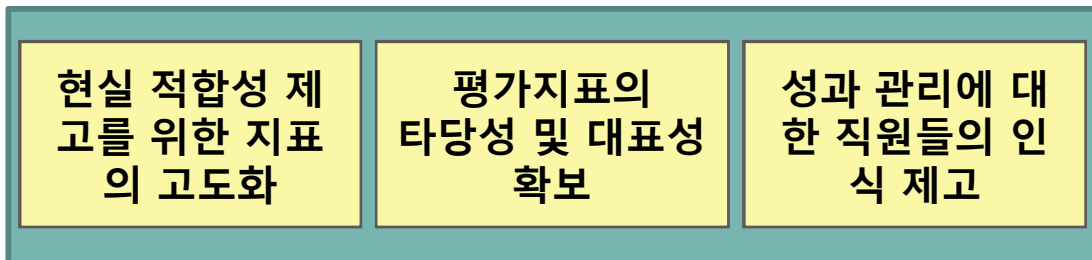 현실 적합성 제
고를 위한 지표
의 고도화
평가지표의
타당성 및 대표성
확보
성과 관리에 대
한 직원들의 인
식 제고